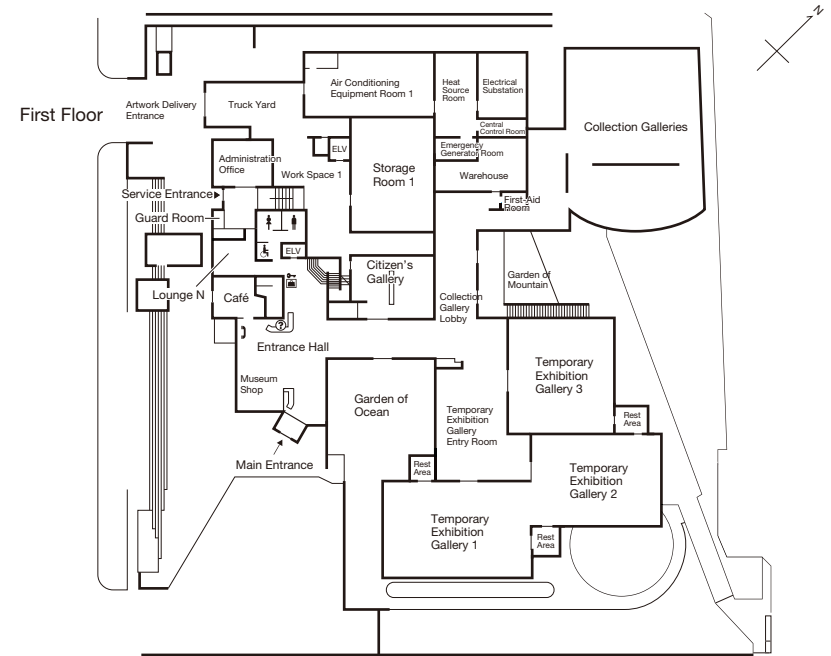 N
First Floor
Artwork Delivery
Entrance
Truck Yard
Air Conditioning
Equipment Room 1
Heat
Source
Room
Electrical
Substation
Central
Control Room
Collection Galleries
Emergency
Generator Room
ELV
Administration
Office
Work Space 1
Storage
Room 1
Warehouse
Service Entrance
First-Aid
Room
Guard Room
ELV
Citizen's
Gallery
Garden of
Mountain
Lounge N
Café
Collection
Gallery
Lobby
?
Entrance Hall
Museum
Shop
Garden of
Ocean
Temporary
Exhibition
Gallery 3
Temporary
Exhibition
Gallery
Entry Room
Rest
Area
Main Entrance
Rest
Area
Temporary
Exhibition
Gallery 2
Temporary
Exhibition
Gallery 1
Rest
Area